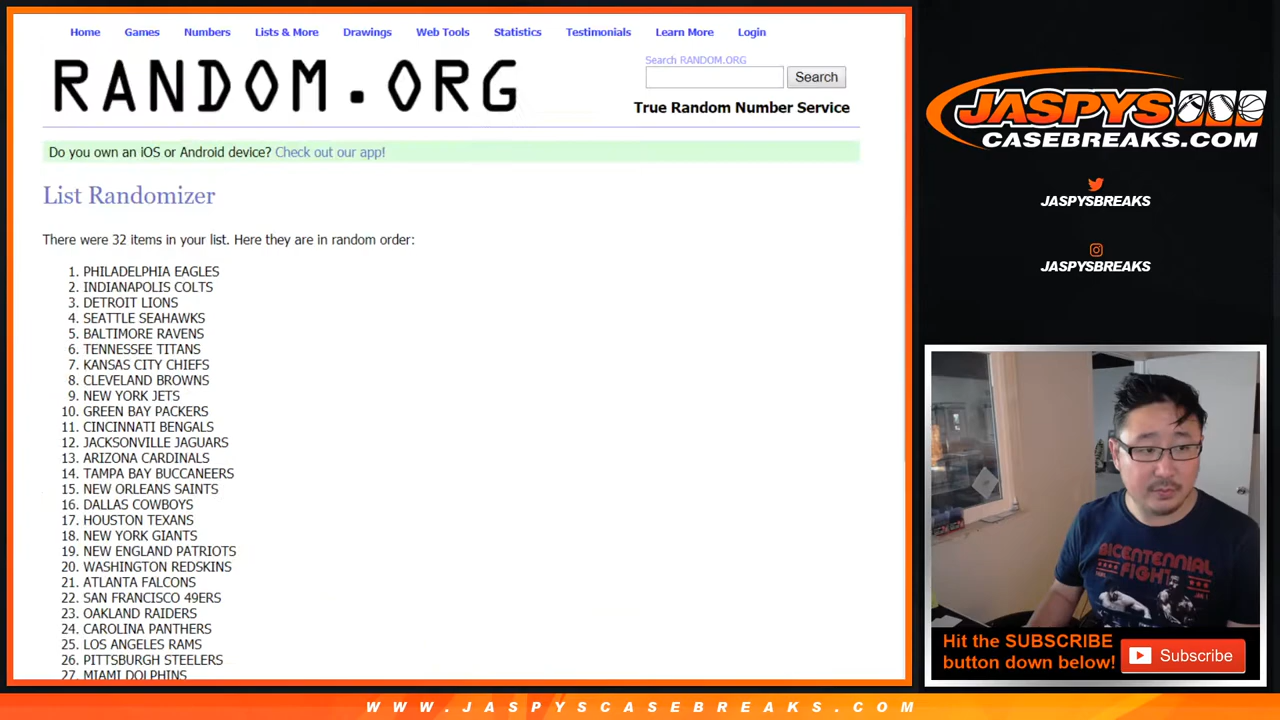 Home Games Numbers Lists & More Drawings Web Tools Statistics Testimonials Learn More Login
RANDOM.ORG
Search RANDOM.ORG
Search
True Random Number Service
Do you own an iOS or Android device? Check out our app!
List Randomizer
There were 32 items in your list. Here they are in random order:
1. PHILADELPHIA EAGLES
2. INDIANAPOLIS COLTS
3. DETROIT LIONS
4. SEATTLE SEAHAWKS
5. BALTIMORE RAVENS
6. TENNESSEE TITANS
7. KANSAS CITY CHIEFS
8. CLEVELAND BROWNS
9. NEW YORK JETS
10. GREEN BAY PACKERS
11. CINCINNATI BENGALS
12. JACKSONVILLE JAGUARS
13. ARIZONA CARDINALS
14. TAMPA BAY BUCCANEERS
15. NEW ORLEANS SAINTS
16. DALLAS COWBOYS
17. HOUSTON TEXANS
18. NEW YORK GIANTS
19. NEW ENGLAND PATRIOTS
20. WASHINGTON REDSKINS
21. ATLANTA FALCONS
22. SAN FRANCISCO 49ERS
23. OAKLAND RAIDERS
24. CAROLINA PANTHERS
25. LOS ANGELES RAMS
26. PITTSBURGH STEELERS
27. MIAMI DOLPHINS
JASPYS
CASEBREAKS.COM
JASPYSBREAKS
JASPYSBREAKS
BICENTENNIAL
FIGHT
Hit the SUBSCRIBE
button down below!
Subscribe
WWW.JASPYSCASEBREAKS.COM